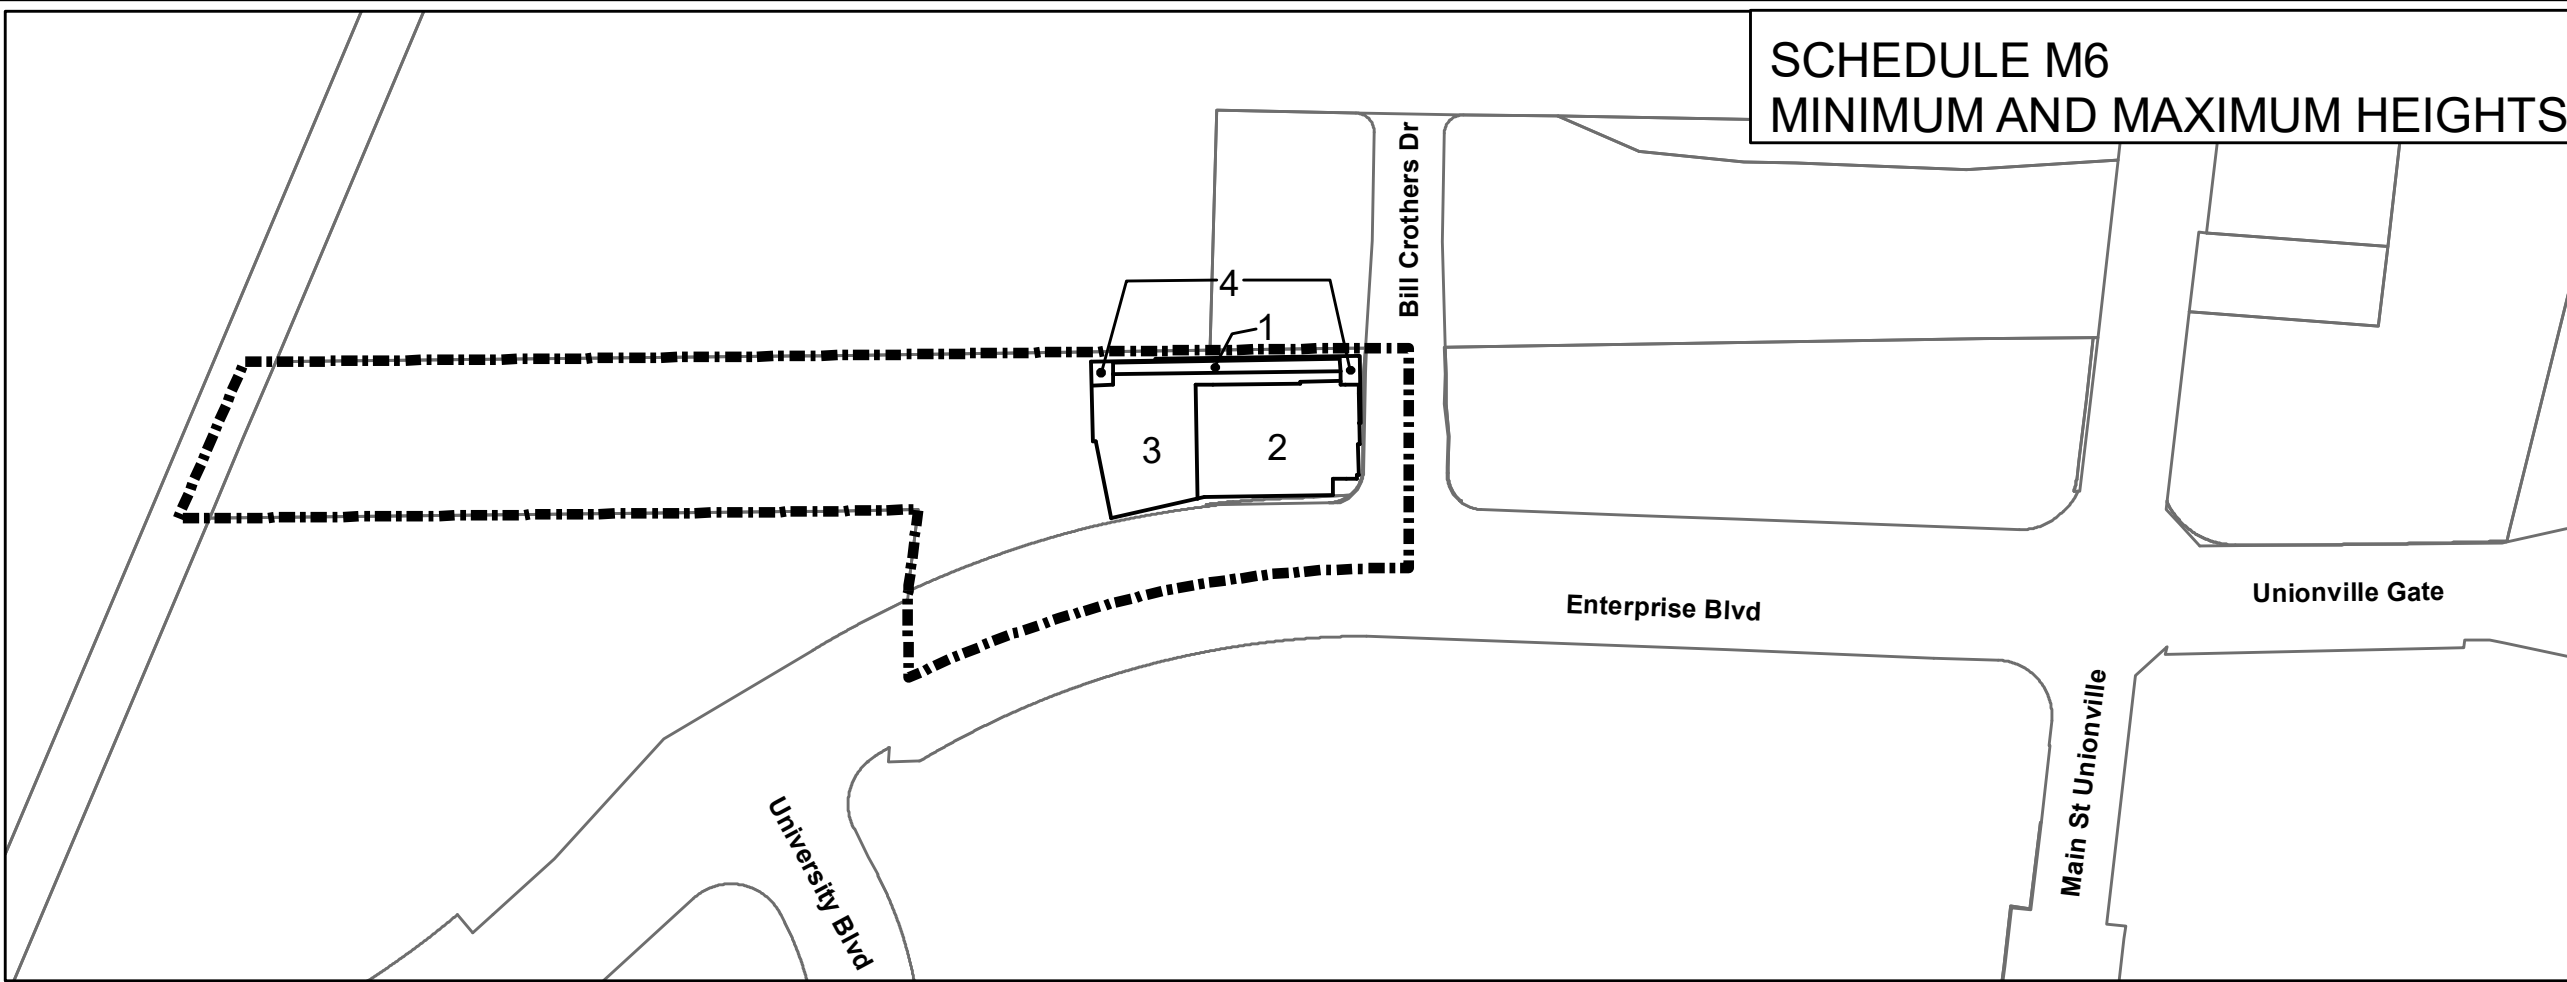 SCHEDULE M6
MINIMUM AND MAXIMUM HEIGHTS
Bill Crothers Dr
4
1
3
2
Enterprise Blvd
Unionville Gate
Main St Unionville
University Blvd